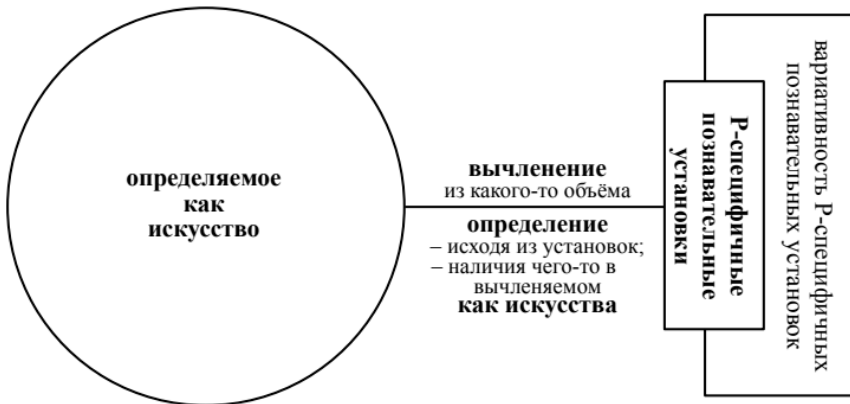 определяемое
как
искусство
вычленение
из какого-то объёма
определение
– исходя из установок;
– наличия чего-то в
вычленяемом
как искусства
Р-специфичные
познавательные
установки
вариативность Р-специфичных
познавательных установок